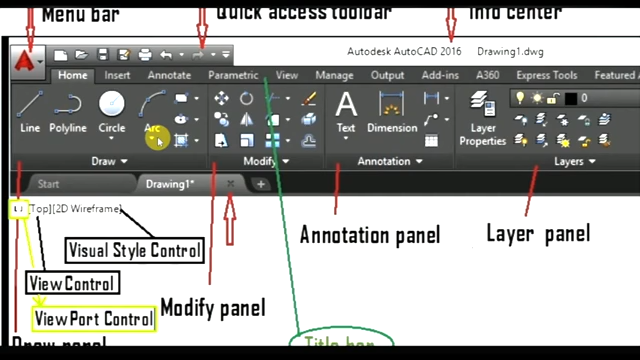 Menu bar
Quick access toolbar
Info center
Autodesk AutoCAD 2016 Drawing1.dwg
Home Insert Annotate Parametric View Manage Output Add-ins A360 Express Tools Featured A
Line Polyline Circle Arc
Text Dimension
Layer Properties
0
Draw Modify Annotation Layers
Start Drawing1*
[Top][2D Wireframe]
Visual Style Control
View Control
View Port Control
Modify panel
Annotation panel
Layer panel
Draw panel
Title bar